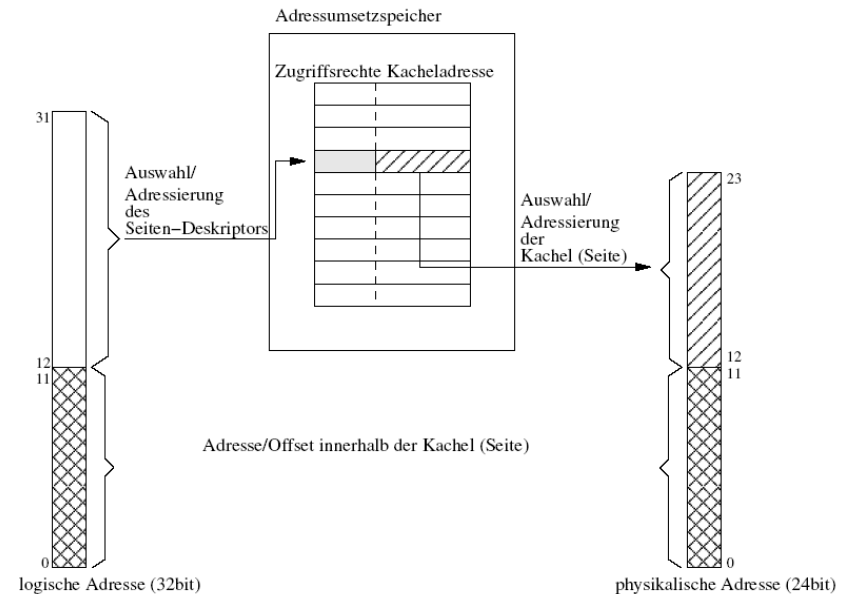 Adressumsetzspeicher
Zugriffsrechte Kacheladresse
31
Auswahl/
Adressierung
des
Seiten−Deskriptors
12
11
0
logische Adresse (32bit)
Adresse/Offset innerhalb der Kachel (Seite)
Auswahl/
Adressierung
der
Kachel (Seite)
23
12
11
0
physikalische Adresse (24bit)